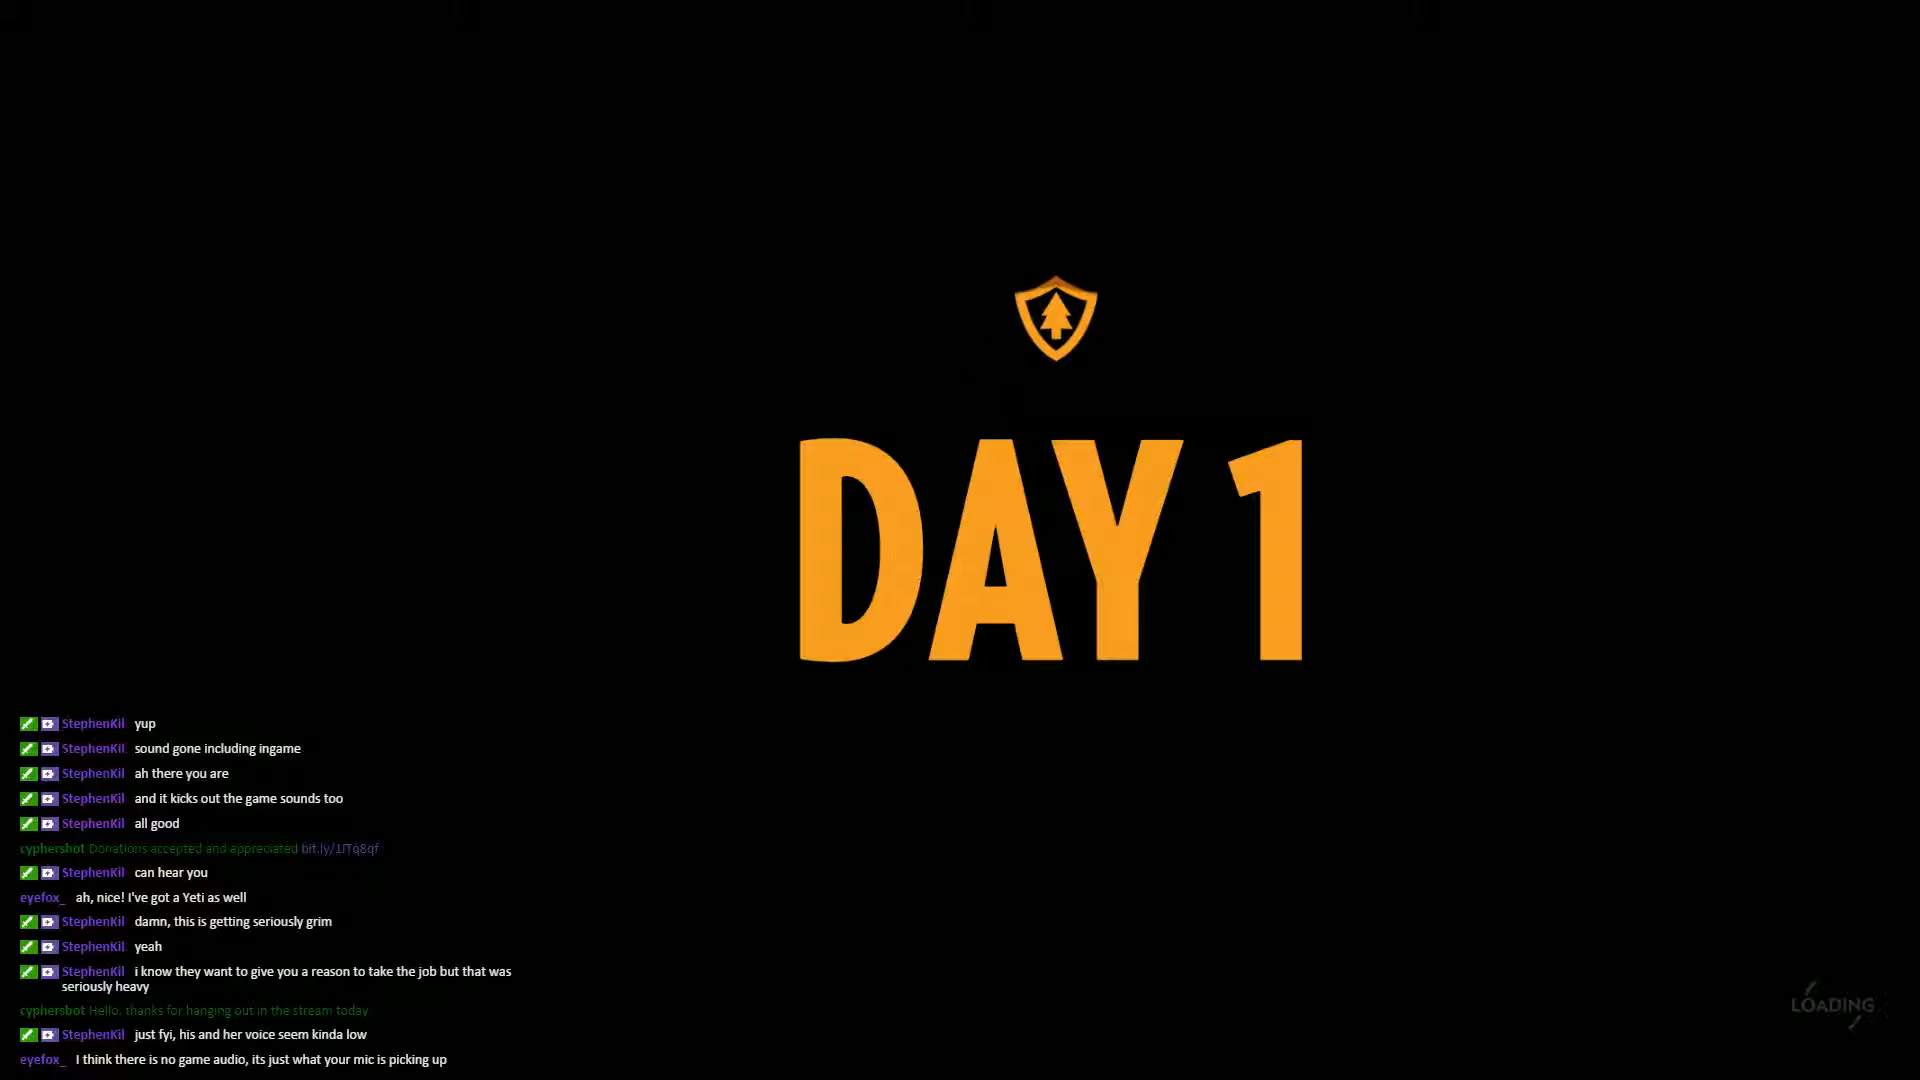 DAY 1
StephenKil yup
StephenKil sound gone including ingame
StephenKil ah there you are
StephenKil and it kicks out the game sounds too
StephenKil all good
cyphersbot Donations accepted and appreciated bit.ly/1JTq8qf
StephenKil can hear you
eyefox_ ah, nice! I've got a Yeti as well
StephenKil damn, this is getting seriously grim
StephenKil yeah
StephenKil i know they want to give you a reason to take the job but that was
seriously heavy
cyphersbot Hello, thanks for hanging out in the stream today
StephenKil just fyi, his and her voice seem kinda low
eyefox_ I think there is no game audio, its just what your mic is picking up
LOADING